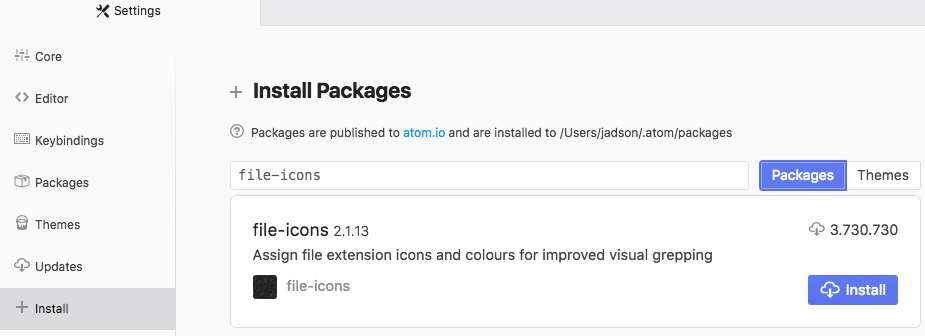 Settings
Core
Editor
Keybindings
Packages
Themes
Updates
Install
Install Packages
Packages are published to atom.io and are installed to /Users/jadson/.atom/packages
file-icons
Packages
Themes
file-icons 2.1.13
3.730.730
Assign file extension icons and colours for improved visual grepping
file-icons
Install